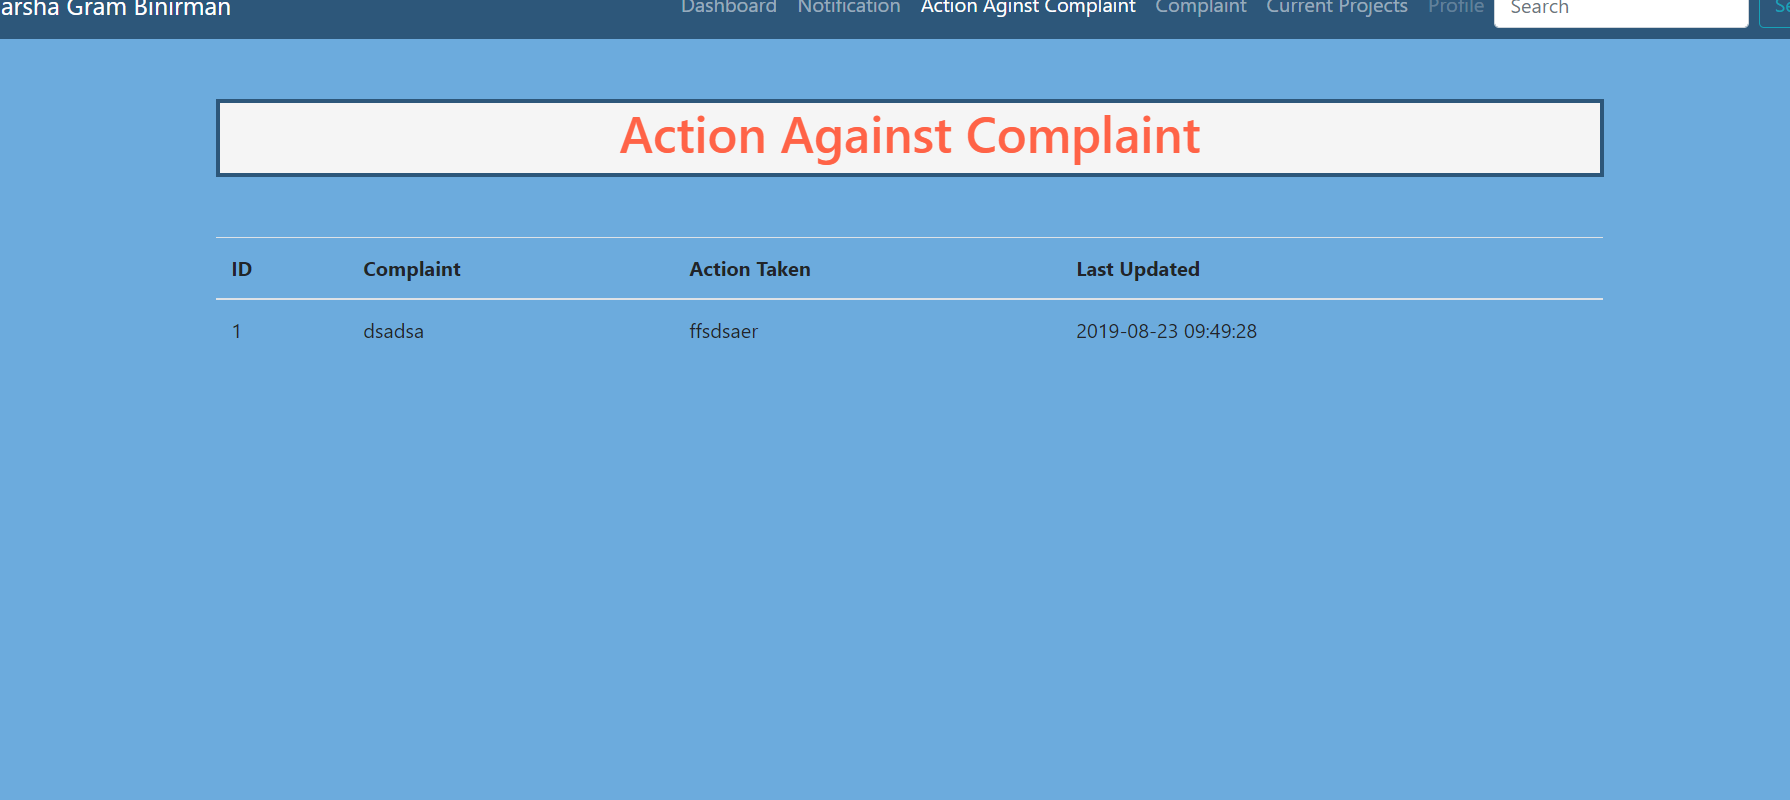 arsha Gram Binirman Dashboard Notification Action Aginst Complaint Complaint Current Projects Profile Search Se
Action Against Complaint
ID Complaint Action Taken Last Updated
1 dsadsa ffsdsaer 2019-08-23 09:49:28